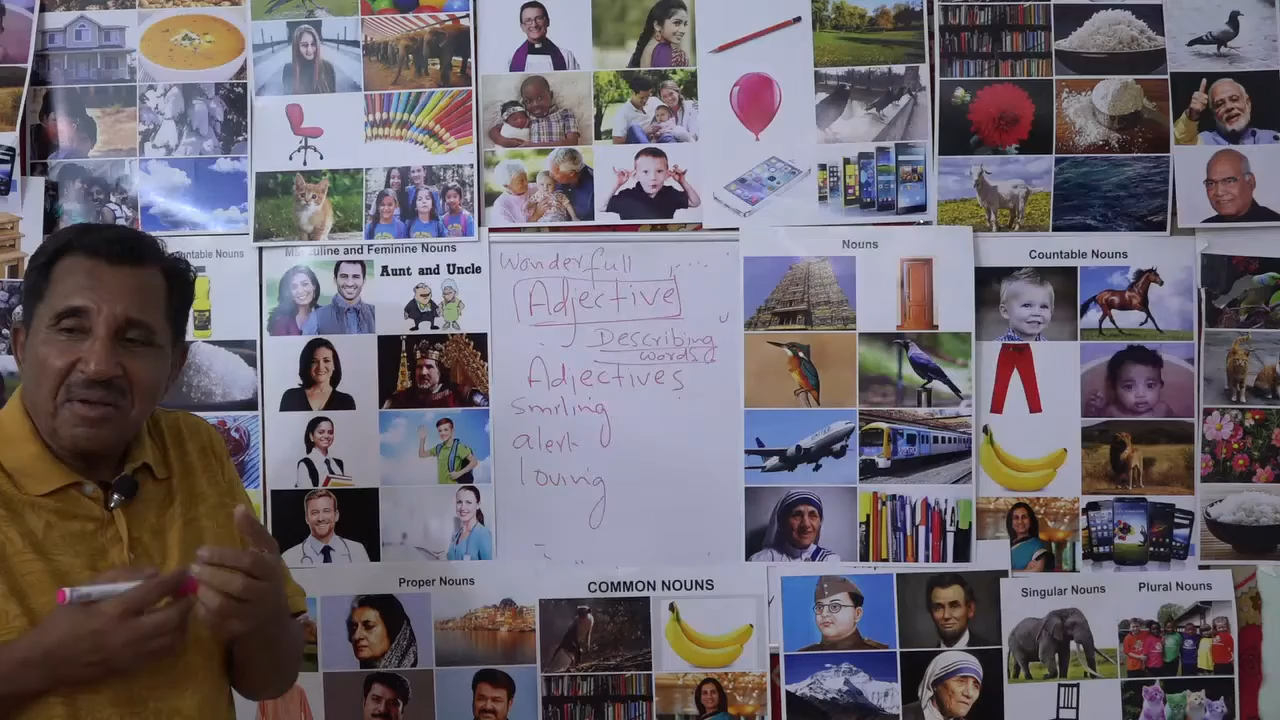 Countable Nouns
Masculine and Feminine Nouns
Aunt and Uncle
Wonderfull
Adjective
Describing
words
Adjectives
smiling
alert
loving
Nouns
Countable Nouns
Proper Nouns
COMMON NOUNS
Singular Nouns
Plural Nouns